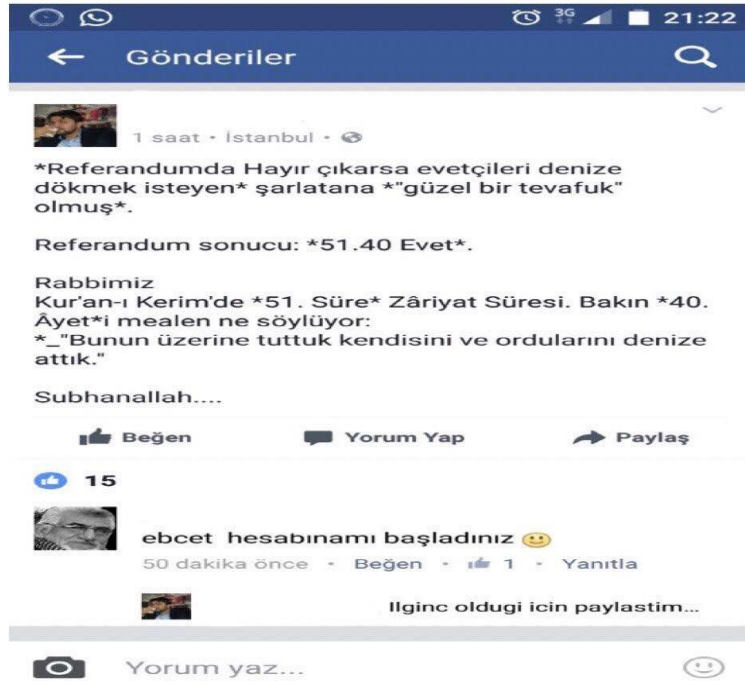 3G 21:22
Gönderiler
1 saat • İstanbul •
*Referandumda Hayır çıkarsa evetçileri denize
dökmek isteyen* şarlatana *"güzel bir tevafuk"
olmuş*.
Referandum sonucu: *51.40 Evet*.
Rabbimiz
Kur'an-ı Kerim'de *51. Süre* Zâriyat Süresi. Bakın *40.
Âyet*i mealen ne söylüyor:
*_"Bunun üzerine tuttuk kendisini ve ordularını denize
attık."
Subhanallah....
Beğen Yorum Yap Paylaş
15
ebcet hesabınamı başladınız
50 dakika önce • Beğen • 1 • Yanıtla
Ilginc oldugi icin paylastim...
Yorum yaz...